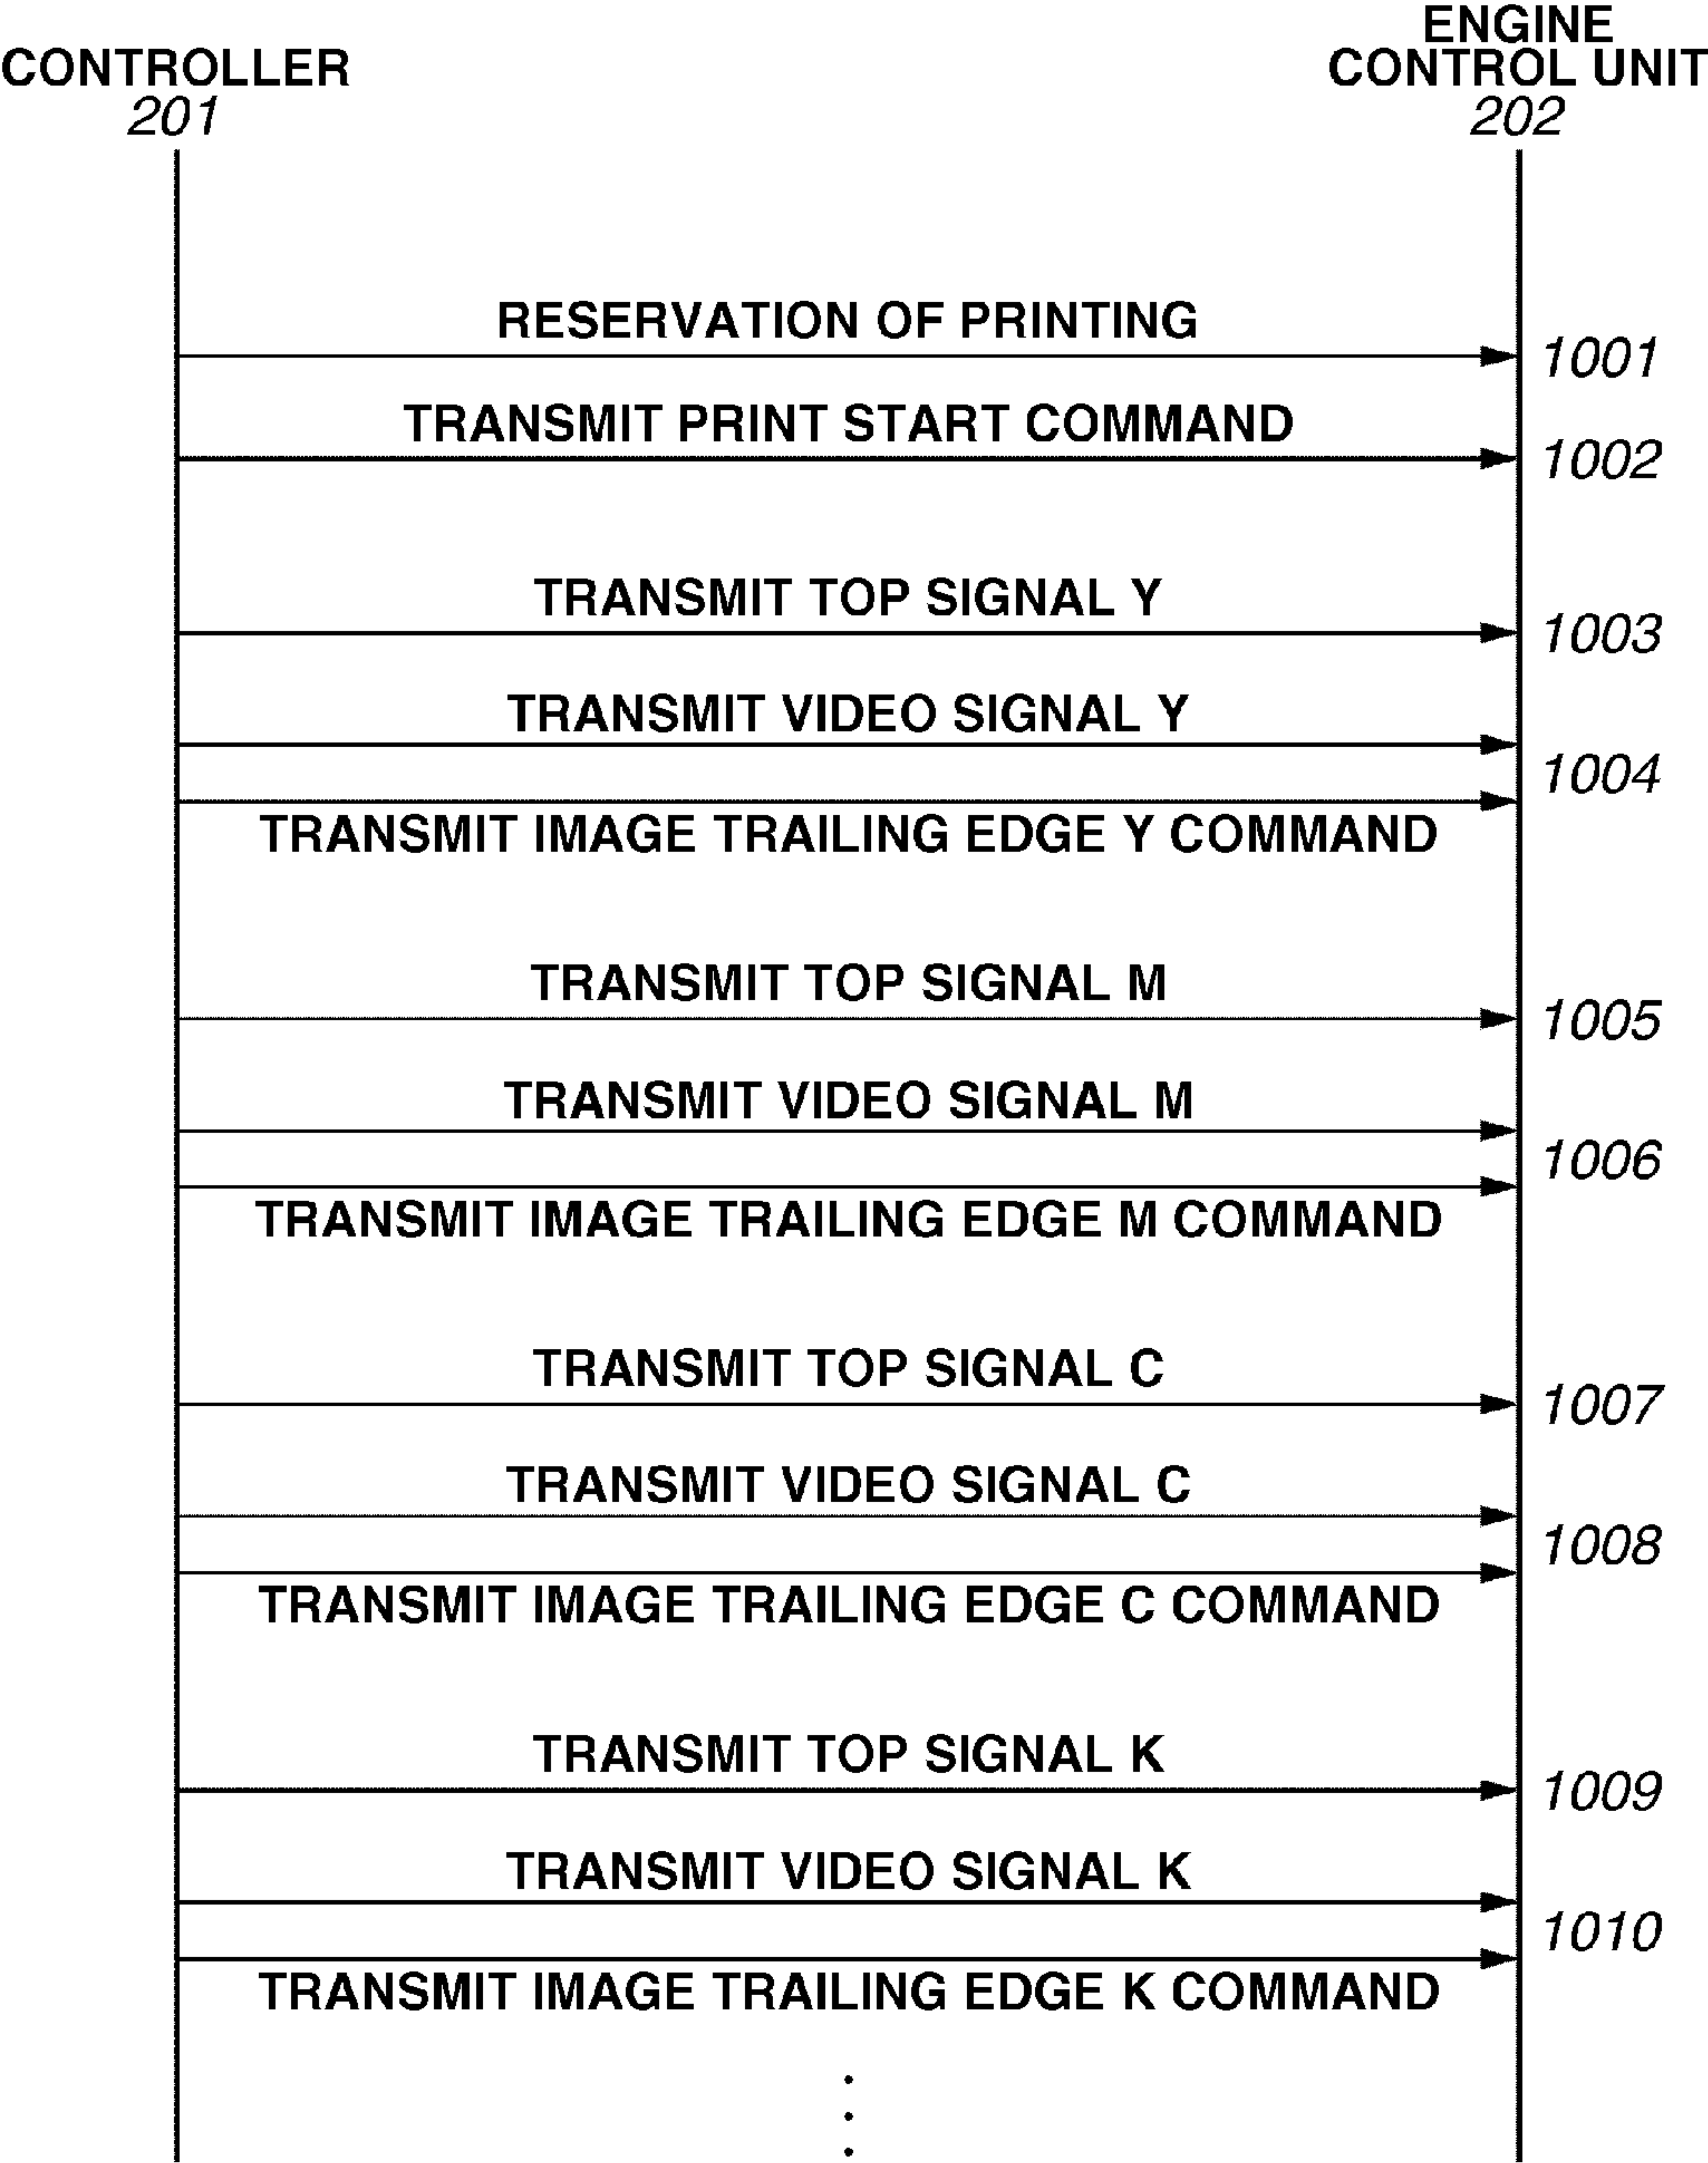 CONTROLLER
201
ENGINE
CONTROL UNIT
202
RESERVATION OF PRINTING
1001
TRANSMIT PRINT START COMMAND
1002
TRANSMIT TOP SIGNAL Y
1003
TRANSMIT VIDEO SIGNAL Y
1004
TRANSMIT IMAGE TRAILING EDGE Y COMMAND
TRANSMIT TOP SIGNAL M
1005
TRANSMIT VIDEO SIGNAL M
1006
TRANSMIT IMAGE TRAILING EDGE M COMMAND
TRANSMIT TOP SIGNAL C
1007
TRANSMIT VIDEO SIGNAL C
1008
TRANSMIT IMAGE TRAILING EDGE C COMMAND
TRANSMIT TOP SIGNAL K
1009
TRANSMIT VIDEO SIGNAL K
1010
TRANSMIT IMAGE TRAILING EDGE K COMMAND